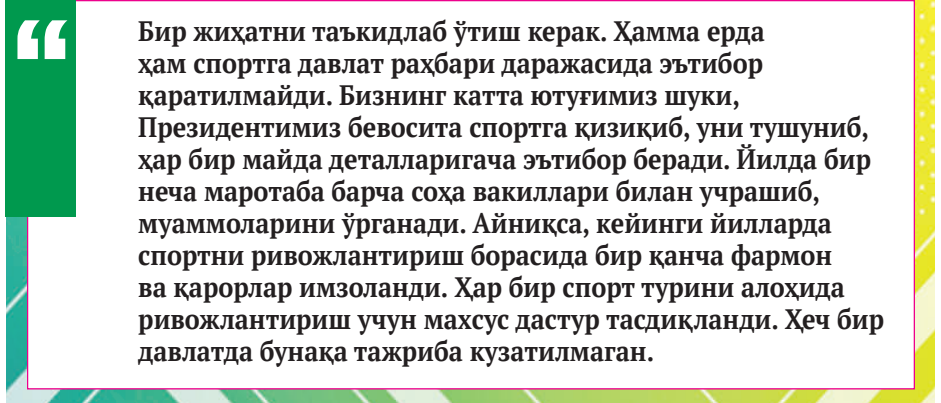 “
Бир жиҳатни таъкидлаб ўтиш керак. Ҳамма ерда
ҳам спортга давлат раҳбари даражасида эътибор
қаратилмайди. Бизнинг катта ютуғимиз шуки,
Президентимиз бевосита спортга қизиқиб, уни тушуниб,
ҳар бир майда деталларигача эътибор беради. Йилда бир
неча маротаба барча соҳа вакиллари билан учрашиб,
муаммоларини ўрганади. Айниқса, кейинги йилларда
спортни ривожлантириш борасида бир қанча фармон
ва қарорлар имзоланди. Ҳар бир спорт турини алоҳида
ривожлантириш учун махсус дастур тасдиқланди. Ҳеч бир
давлатда бунақа тажриба кузатилмаган.